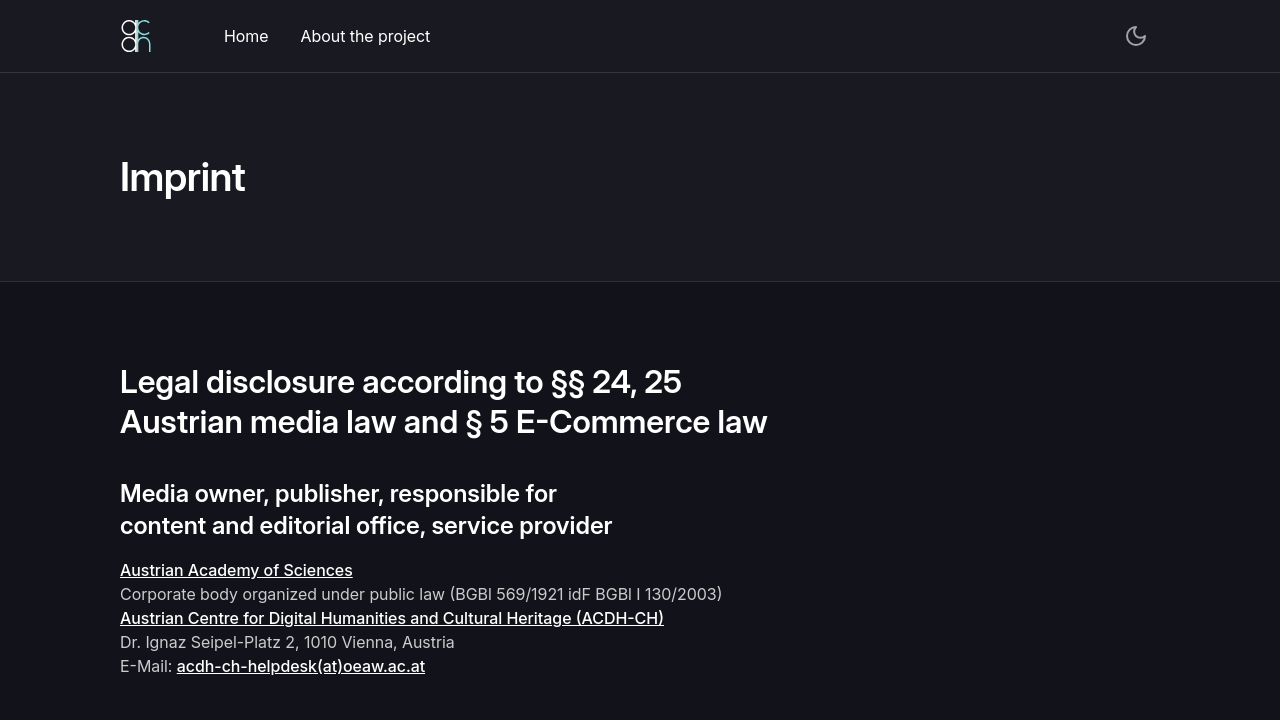 ac
dh
Home
About the project
Imprint
Legal disclosure according to §§ 24, 25
Austrian media law and § 5 E-Commerce law
Media owner, publisher, responsible for
content and editorial office, service provider
Austrian Academy of Sciences
Corporate body organized under public law (BGBl 569/1921 idF BGBl I 130/2003)
Austrian Centre for Digital Humanities and Cultural Heritage (ACDH-CH)
Dr. Ignaz Seipel-Platz 2, 1010 Vienna, Austria
E-Mail: acdh-ch-helpdesk(at)oeaw.ac.at